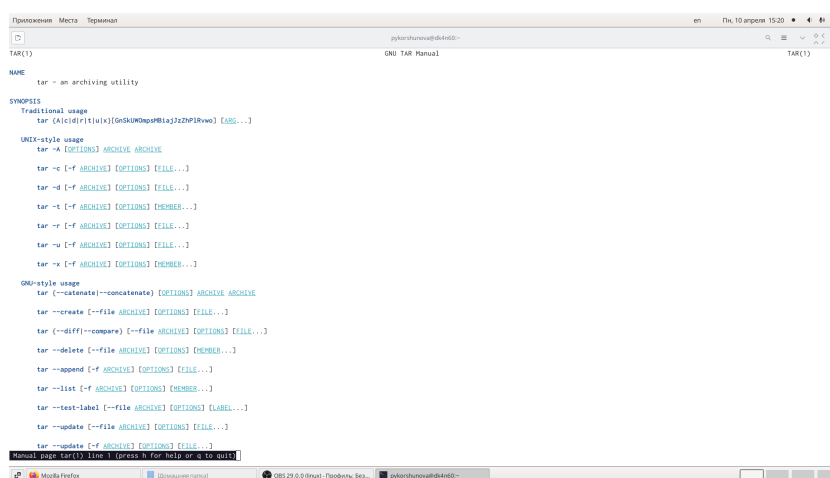 Приложения Места Терминал en Пн, 10 апреля 15:20
pykorshunova@dk4n60:~
TAR(1) GNU TAR Manual TAR(1)
NAME
tar - an archiving utility
SYNOPSIS
Traditional usage
tar {A|c|d|r|t|u|x}[GnSkUWOmpsMBiajJzZhPlRvwo] [ARG...]
UNIX-style usage
tar -A [OPTIONS] ARCHIVE ARCHIVE
tar -c [-f ARCHIVE] [OPTIONS] [FILE...]
tar -d [-f ARCHIVE] [OPTIONS] [FILE...]
tar -t [-f ARCHIVE] [OPTIONS] [MEMBER...]
tar -r [-f ARCHIVE] [OPTIONS] [FILE...]
tar -u [-f ARCHIVE] [OPTIONS] [FILE...]
tar -x [-f ARCHIVE] [OPTIONS] [MEMBER...]
GNU-style usage
tar {--catenate|--concatenate} [OPTIONS] ARCHIVE ARCHIVE
tar --create [--file ARCHIVE] [OPTIONS] [FILE...]
tar {--diff|--compare} [--file ARCHIVE] [OPTIONS] [FILE...]
tar --delete [--file ARCHIVE] [OPTIONS] [MEMBER...]
tar --append [-f ARCHIVE] [OPTIONS] [FILE...]
tar --list [-f ARCHIVE] [OPTIONS] [MEMBER...]
tar --test-label [--file ARCHIVE] [OPTIONS] [LABEL...]
tar --update [--file ARCHIVE] [OPTIONS] [FILE...]
tar --update [-f ARCHIVE] [OPTIONS] [FILE...]
Manual page tar(1) line 1 (press h for help or q to quit)
Mozilla Firefox [Домашняя папка] OBS 29.0.0 (linux) - Профиль: Без... pykorshunova@dk4n60:~